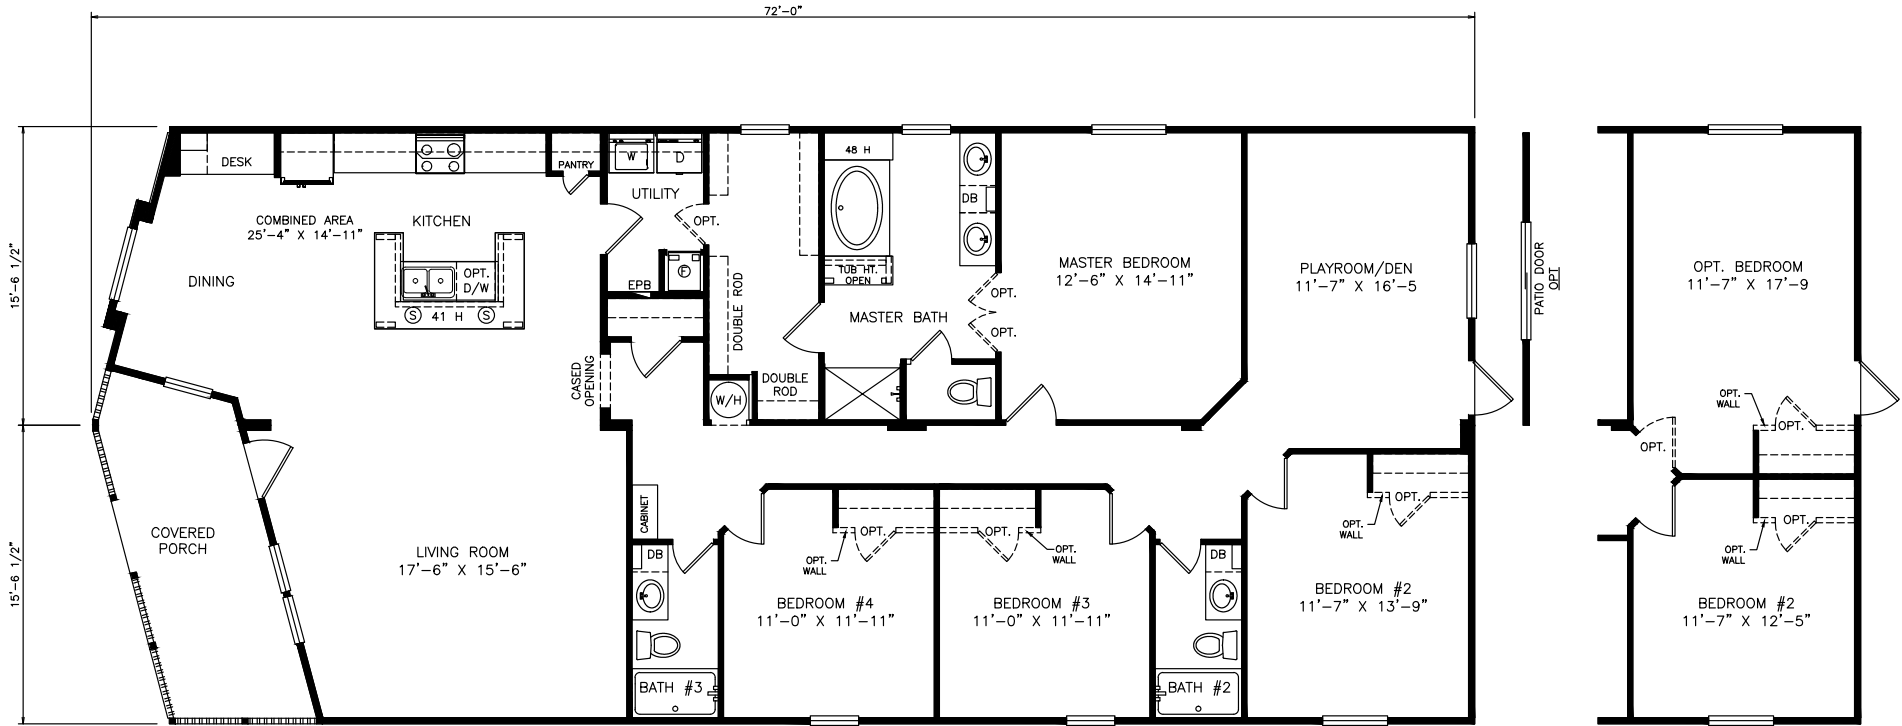 72'-0"
15'-6 1/2"
15'-6 1/2"
DESK
PANTRY
W
D
UTILITY
OPT.
COMBINED AREA
25'-4" X 14'-11"
KITCHEN
DINING
OPT.
D/W
S
41 H
S
EPB
F
DOUBLE ROD
CASED
OPENING
W/H
DOUBLE
ROD
48 H
TUB HT.
OPEN
DB
MASTER BATH
OPT.
OPT.
MASTER BEDROOM
12'-6" X 14'-11"
PLAYROOM/DEN
11'-7" X 16'-5
PATIO DOOR
OPT.
OPT. BEDROOM
11'-7" X 17'-9
OPT.
WALL
OPT.
OPT.
OPT.
OPT.
WALL
BEDROOM #2
11'-7" X 12'-5"
COVERED
PORCH
LIVING ROOM
17'-6" X 15'-6"
CABINET
DB
BATH #3
OPT.
OPT.
WALL
BEDROOM #4
11'-0" X 11'-11"
OPT.
OPT.
WALL
BEDROOM #3
11'-0" X 11'-11"
DB
BATH #2
OPT.
OPT.
WALL
BEDROOM #2
11'-7" X 13'-9"